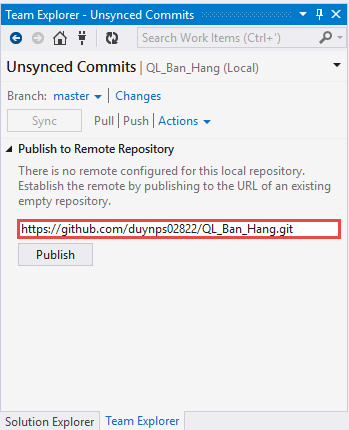 Team Explorer - Unsynced Commits
Search Work Items (Ctrl+')
Unsynced Commits | QL_Ban_Hang (Local)
Branch: master | Changes
Sync Pull | Push | Actions
Publish to Remote Repository
There is no remote configured for this local repository.
Establish the remote by publishing to the URL of an existing
empty repository.
https://github.com/duynps02822/QL_Ban_Hang.git
Publish
Solution Explorer Team Explorer